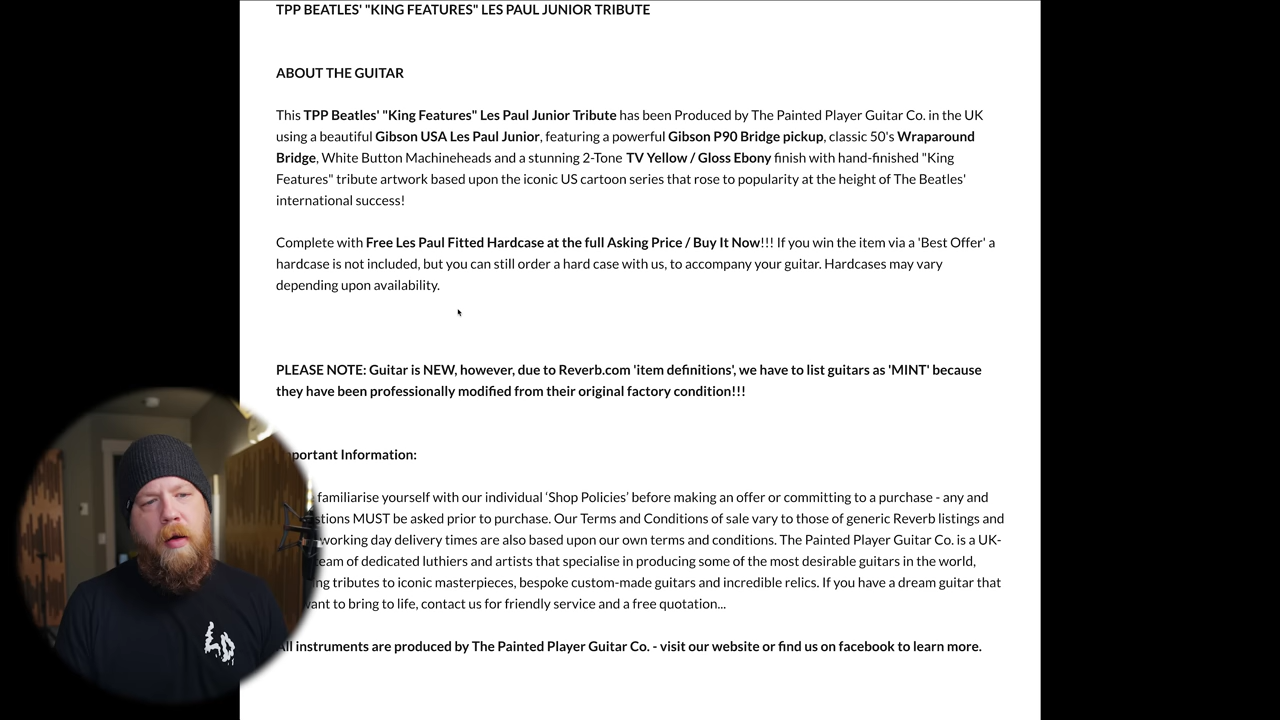 TPP BEATLES' "KING FEATURES" LES PAUL JUNIOR TRIBUTE
ABOUT THE GUITAR
This TPP Beatles' "King Features" Les Paul Junior Tribute has been Produced by The Painted Player Guitar Co. in the UK
using a beautiful Gibson USA Les Paul Junior, featuring a powerful Gibson P90 Bridge pickup, classic 50's Wraparound
Bridge, White Button Machineheads and a stunning 2-Tone TV Yellow / Gloss Ebony finish with hand-finished "King
Features" tribute artwork based upon the iconic US cartoon series that rose to popularity at the height of The Beatles'
international success!
Complete with Free Les Paul Fitted Hardcase at the full Asking Price / Buy It Now!!! If you win the item via a 'Best Offer' a
hardcase is not included, but you can still order a hard case with us, to accompany your guitar. Hardcases may vary
depending upon availability.
PLEASE NOTE: Guitar is NEW, however, due to Reverb.com 'item definitions', we have to list guitars as 'MINT' because
they have been professionally modified from their original factory condition!!!
portant Information:
familiarise yourself with our individual ‘Shop Policies’ before making an offer or committing to a purchase - any and
stions MUST be asked prior to purchase. Our Terms and Conditions of sale vary to those of generic Reverb listings and
working day delivery times are also based upon our own terms and conditions. The Painted Player Guitar Co. is a UK-
eam of dedicated luthiers and artists that specialise in producing some of the most desirable guitars in the world,
ng tributes to iconic masterpieces, bespoke custom-made guitars and incredible relics. If you have a dream guitar that
ant to bring to life, contact us for friendly service and a free quotation...
All instruments are produced by The Painted Player Guitar Co. - visit our website or find us on facebook to learn more.